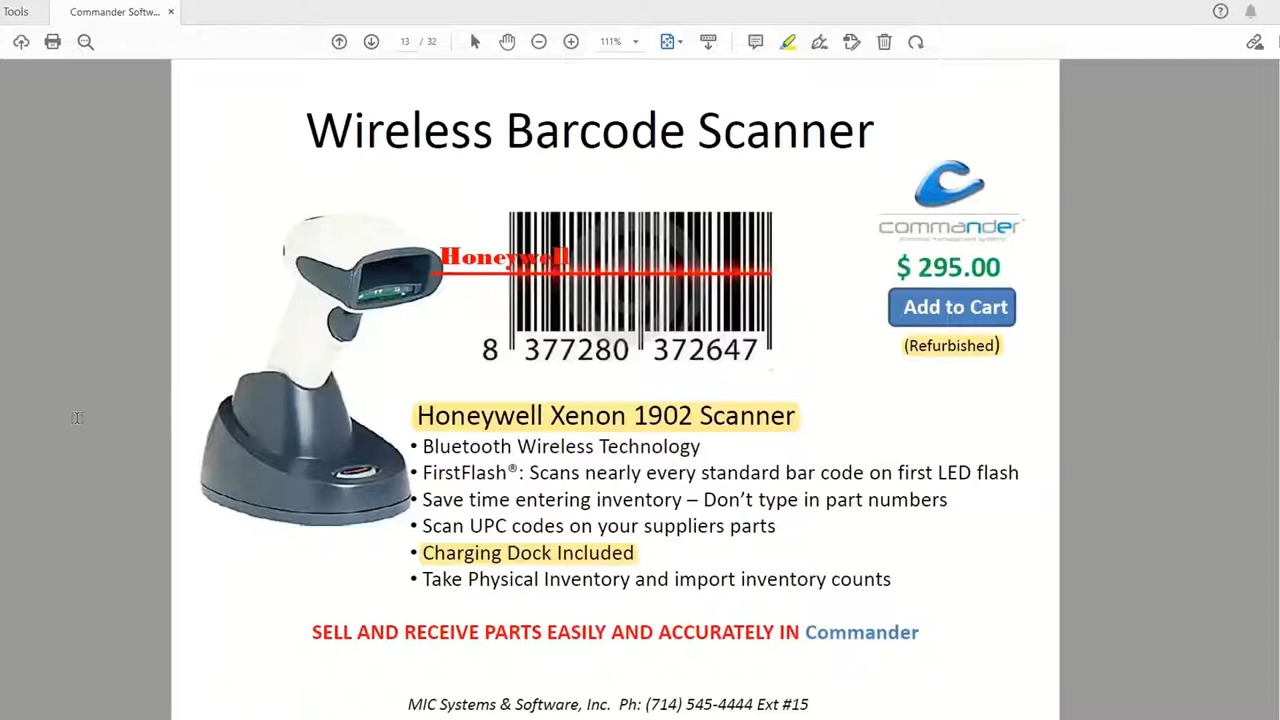 Tools
Commander Softw...
13 / 32
111%
Wireless Barcode Scanner
commander
$ 295.00
Add to Cart
(Refurbished)
Honeywell
8 377280 372647
Honeywell Xenon 1902 Scanner
• Bluetooth Wireless Technology
• FirstFlash®: Scans nearly every standard bar code on first LED flash
• Save time entering inventory – Don’t type in part numbers
• Scan UPC codes on your suppliers parts
• Charging Dock Included
• Take Physical Inventory and import inventory counts
SELL AND RECEIVE PARTS EASILY AND ACCURATELY IN Commander
MIC Systems & Software, Inc. Ph: (714) 545-4444 Ext #15